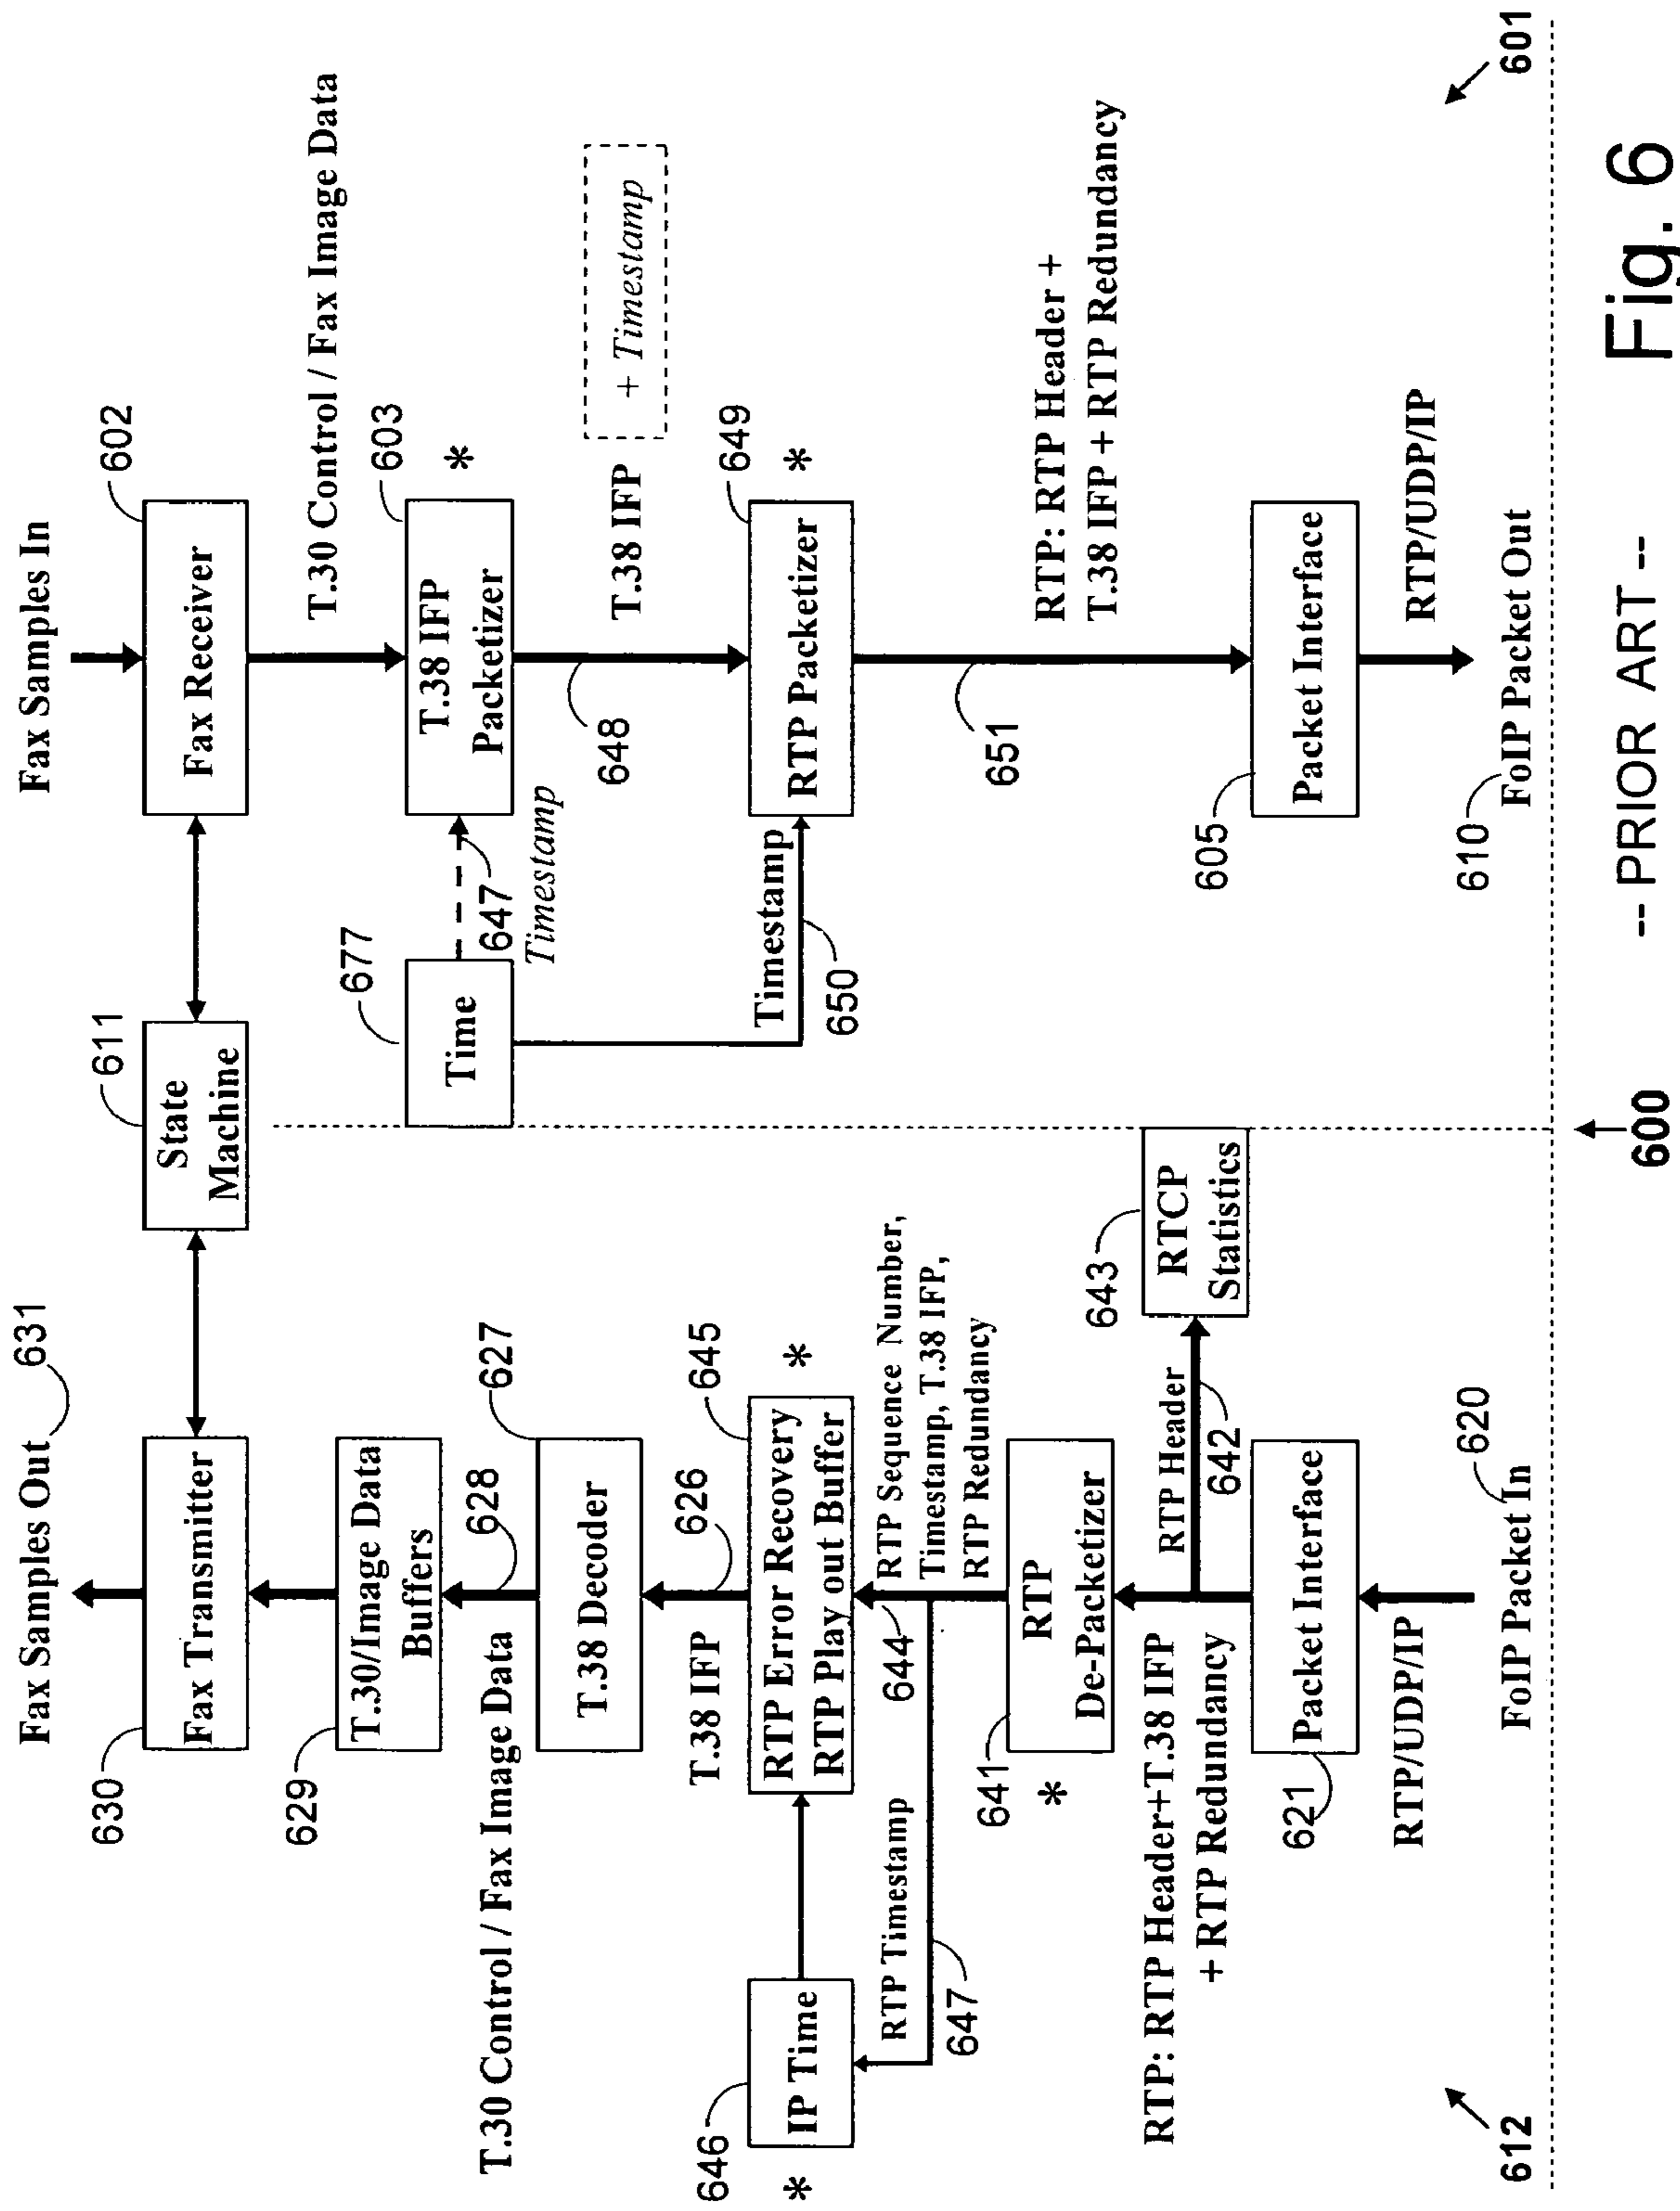 Fax Samples Out
631
Fax Samples In
630
Fax Transmitter
611
State
Machine
602
Fax Receiver
629
T.30/Image Data
Buffers
T.30 Control / Fax Image Data
628
627
T.38 Decoder
T.30 Control / Fax Image Data
677
Time
647
Timestamp
603
T.38 IFP
Packetizer
*
T.38 IFP
626
648
T.38 IFP
+ Timestamp
646
IP Time
*
645
RTP Error Recovery
RTP Play out Buffer
*
Timestamp
650
649
RTP Packetizer
*
RTP Timestamp
647
644
RTP Sequence Number,
Timestamp, T.38 IFP,
RTP Redundancy
641
RTP
De-Packetizer
*
651
RTP: RTP Header +
T.38 IFP + RTP Redundancy
RTP: RTP Header+T.38 IFP
+ RTP Redundancy
RTP Header
642
643
RTCP
Statistics
621
Packet Interface
605
Packet Interface
RTP/UDP/IP
RTP/UDP/IP
FoIP Packet In
620
610
FoIP Packet Out
612
601
600
-- PRIOR ART --
Fig. 6